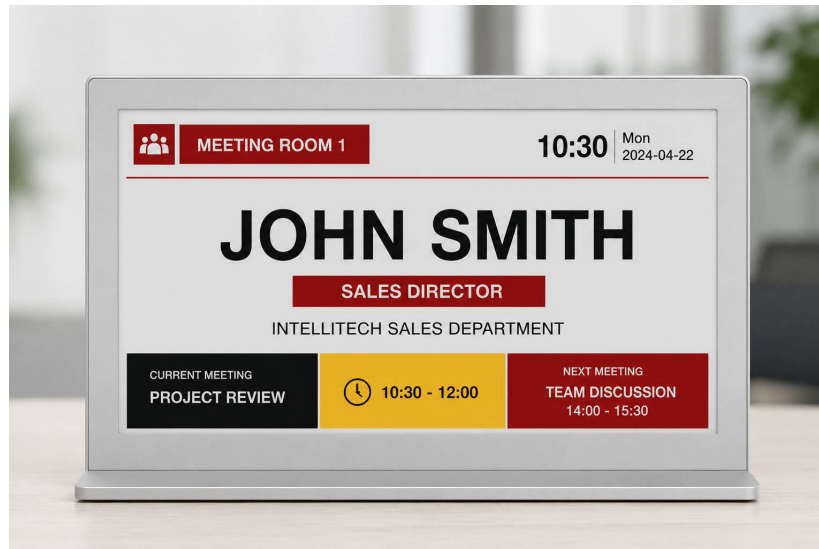 MEETING ROOM 1
10:30
Mon
2024-04-22
JOHN SMITH
SALES DIRECTOR
INTELLITECH SALES DEPARTMENT
CURRENT MEETING
PROJECT REVIEW
10:30 - 12:00
NEXT MEETING
TEAM DISCUSSION
14:00 - 15:30